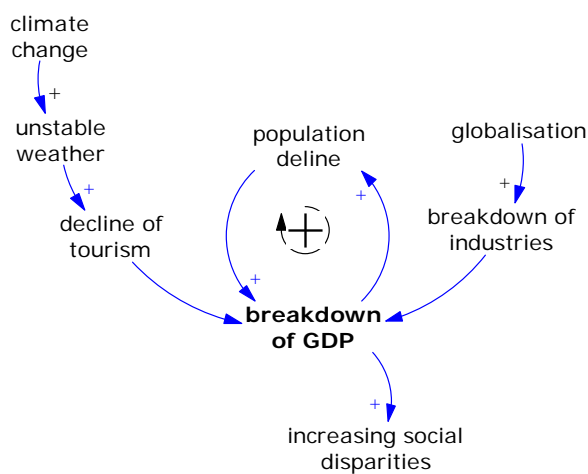 climate
change
+
unstable
weather
+
decline of
tourism
population
deline
+
+
+
globalisation
+
breakdown of
industries
breakdown
of GDP
+
increasing social
disparities